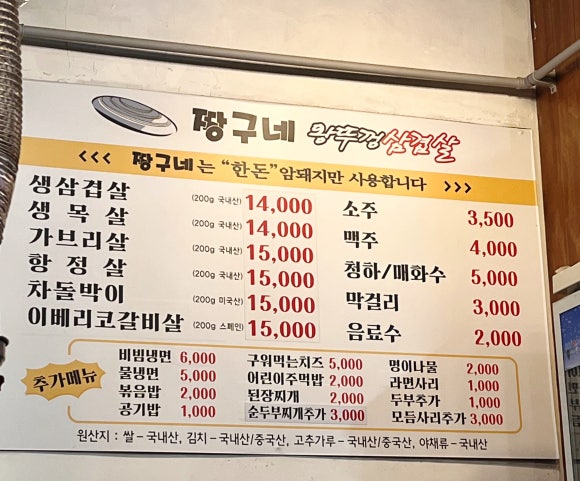 짱구네 왕뚜껑삼겹살
<<< 짱구네는 "한돈"암돼지만 사용합니다 >>>
생삼겹살 (200g 국내산) 14,000
생목살 (200g 국내산) 14,000
가브리살 (200g 국내산) 15,000
항정살 (200g 국내산) 15,000
차돌박이 (200g 미국산) 15,000
이베리코갈비살 (200g 스페인) 15,000
소주 3,500
맥주 4,000
청하/매화수 5,000
막걸리 3,000
음료수 2,000
추가메뉴
비빔냉면 6,000
물냉면 5,000
볶음밥 2,000
공기밥 1,000
구워먹는치즈 5,000
어린이주먹밥 2,000
된장찌개 2,000
순두부찌개추가 3,000
명이나물 2,000
라면사리 1,000
두부추가 1,000
모듬사리추가 3,000
원산지 : 쌀-국내산, 김치-국내산/중국산, 고추가루-국내산/중국산, 야채류-국내산